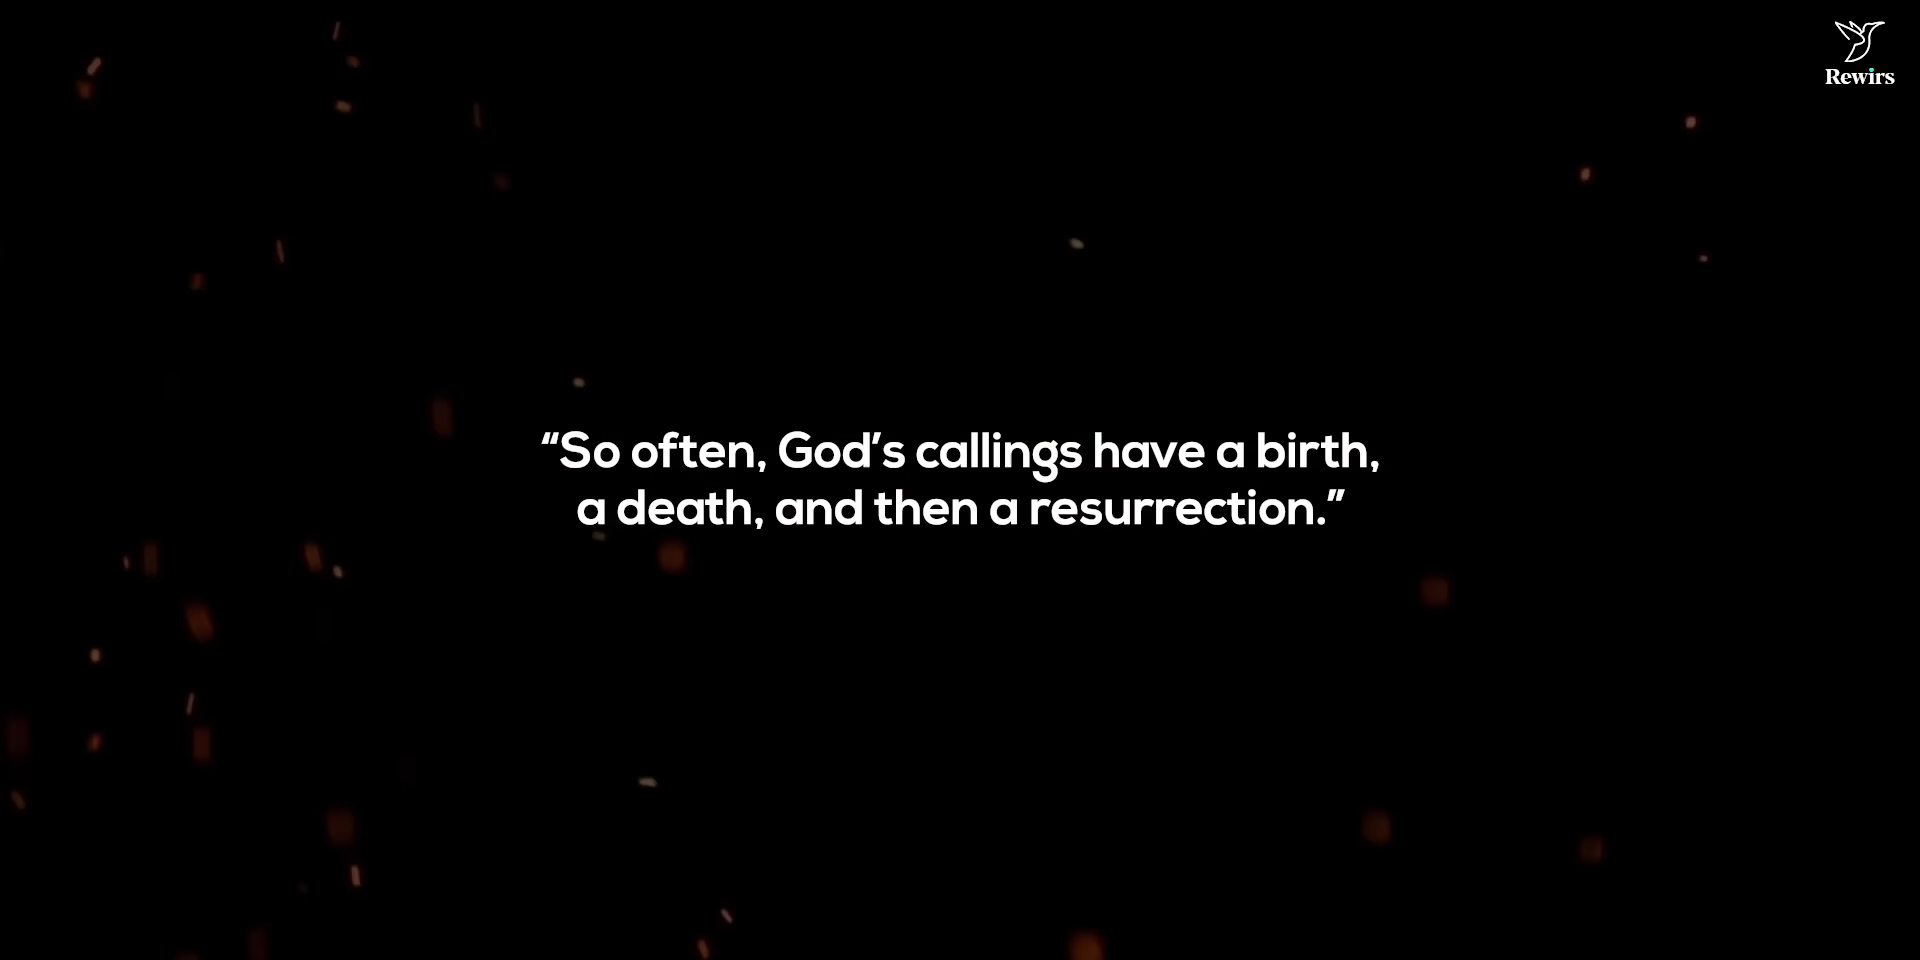 Rewirs
“So often, God’s callings have a birth,
a death, and then a resurrection.”